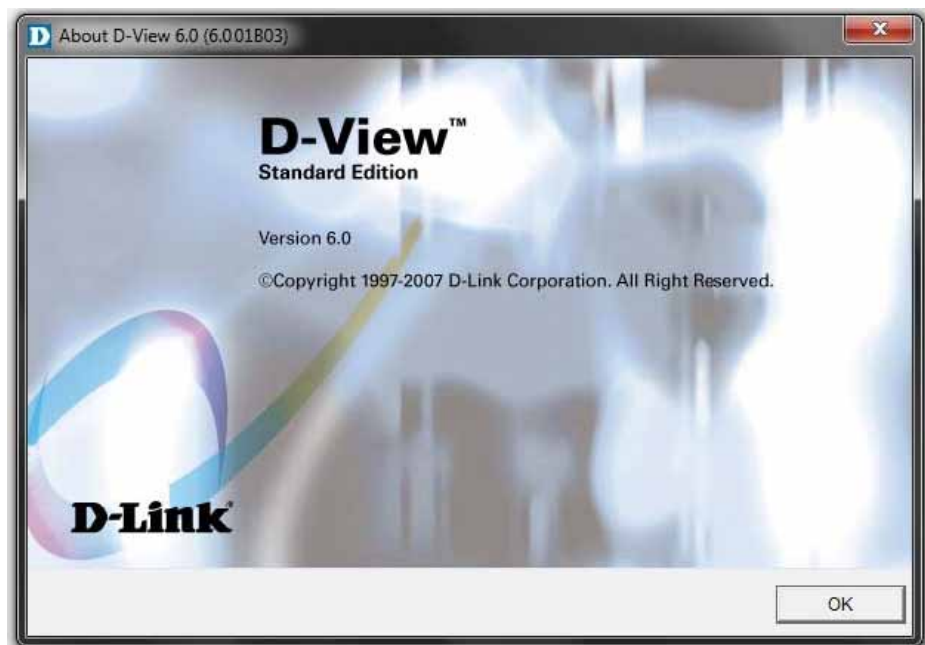 About D-View 6.0 (6.0.01B03)
D-View™
Standard Edition
Version 6.0
©Copyright 1997-2007 D-Link Corporation. All Right Reserved.
D-Link®
OK